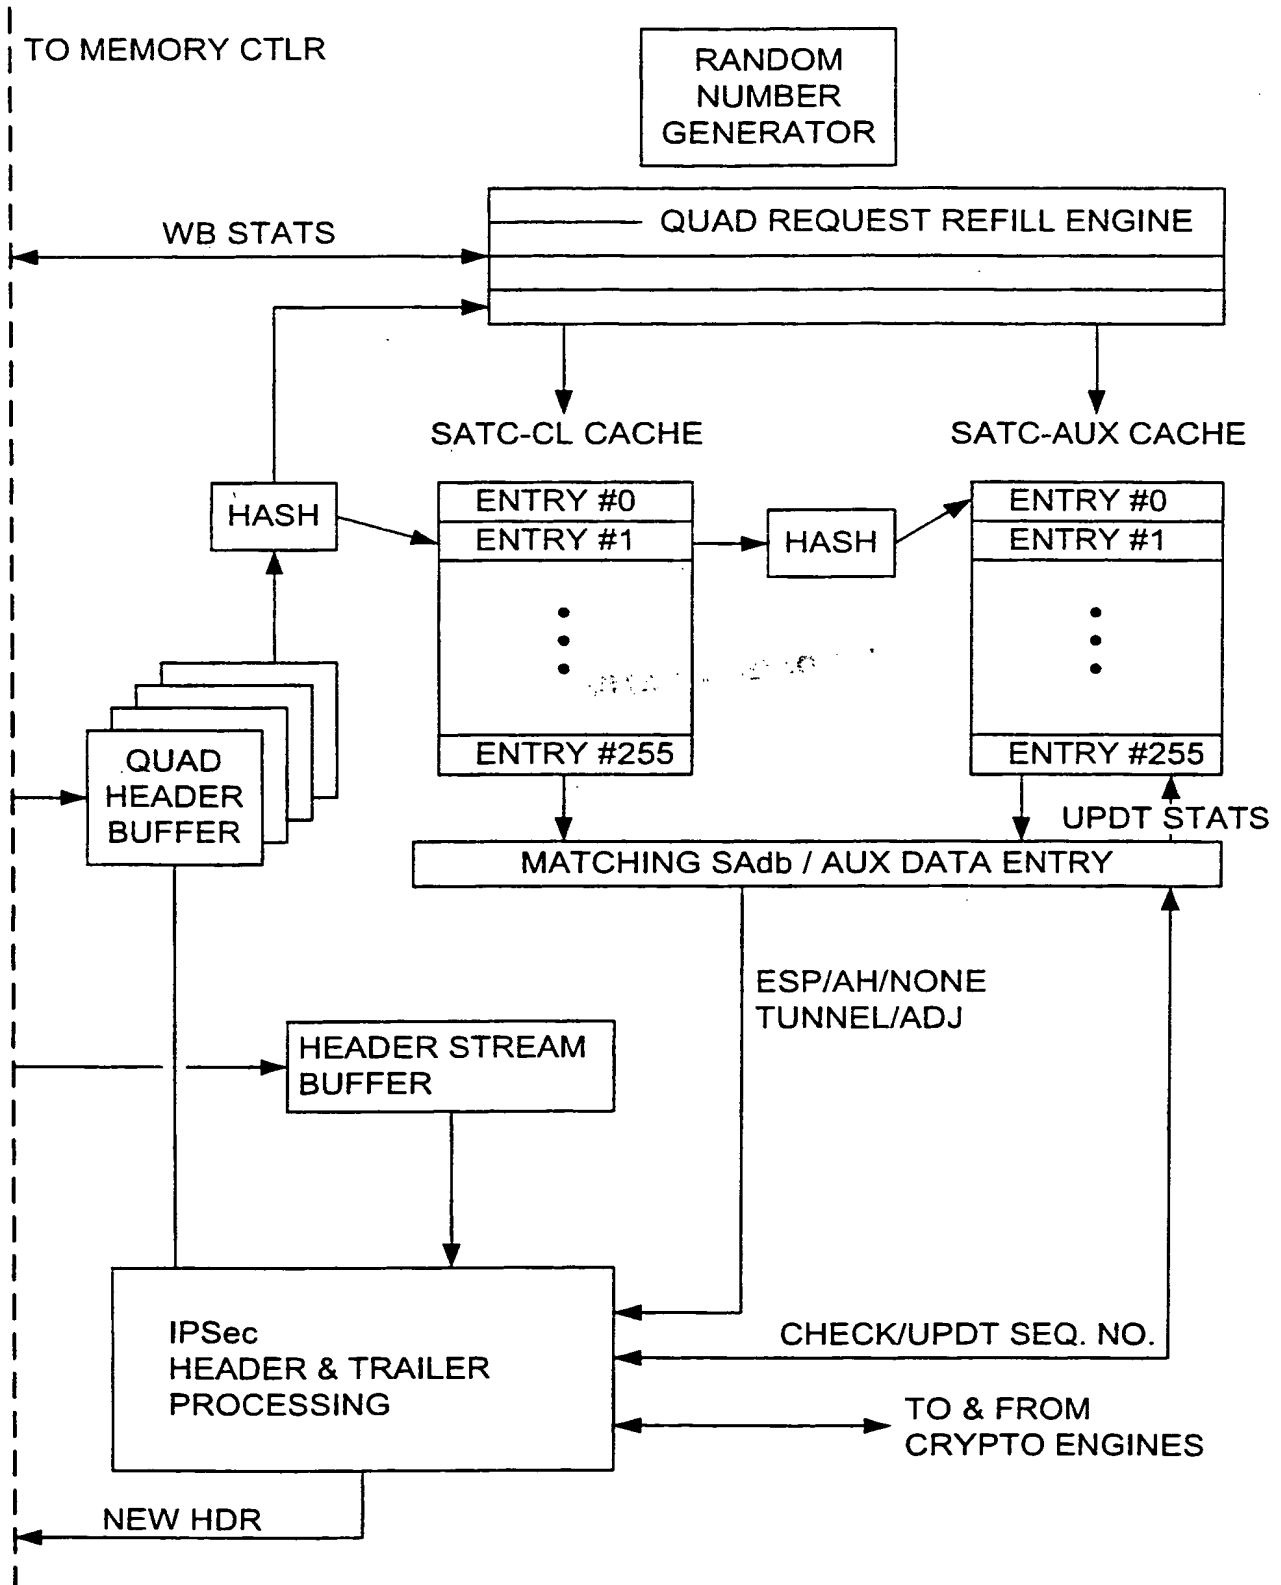 TO MEMORY CTLR
RANDOM
NUMBER
GENERATOR
QUAD REQUEST REFILL ENGINE
WB STATS
SATC-CL CACHE
SATC-AUX CACHE
HASH
ENTRY #0
ENTRY #1
ENTRY #255
HASH
ENTRY #0
ENTRY #1
ENTRY #255
QUAD
HEADER
BUFFER
UPDT STATS
MATCHING SAdb / AUX DATA ENTRY
ESP/AH/NONE
TUNNEL/ADJ
HEADER STREAM
BUFFER
IPSec
HEADER & TRAILER
PROCESSING
CHECK/UPDT SEQ. NO.
TO & FROM
CRYPTO ENGINES
NEW HDR